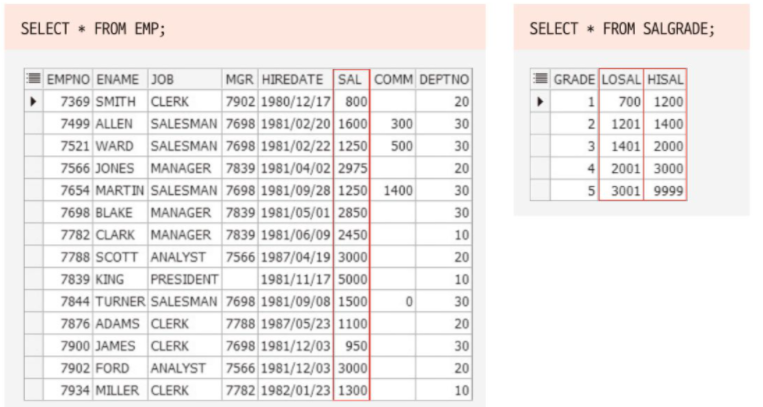 SELECT * FROM EMP;
EMPNO ENAME JOB MGR HIREDATE SAL COMM DEPTNO
7369 SMITH CLERK 7902 1980/12/17 800 20
7499 ALLEN SALESMAN 7698 1981/02/20 1600 300 30
7521 WARD SALESMAN 7698 1981/02/22 1250 500 30
7566 JONES MANAGER 7839 1981/04/02 2975 20
7654 MARTIN SALESMAN 7698 1981/09/28 1250 1400 30
7698 BLAKE MANAGER 7839 1981/05/01 2850 30
7782 CLARK MANAGER 7839 1981/06/09 2450 10
7788 SCOTT ANALYST 7566 1987/04/19 3000 20
7839 KING PRESIDENT 1981/11/17 5000 10
7844 TURNER SALESMAN 7698 1981/09/08 1500 0 30
7876 ADAMS CLERK 7788 1987/05/23 1100 20
7900 JAMES CLERK 7698 1981/12/03 950 30
7902 FORD ANALYST 7566 1981/12/03 3000 20
7934 MILLER CLERK 7782 1982/01/23 1300 10
SELECT * FROM SALGRADE;
GRADE LOSAL HISAL
1 700 1200
2 1201 1400
3 1401 2000
4 2001 3000
5 3001 9999